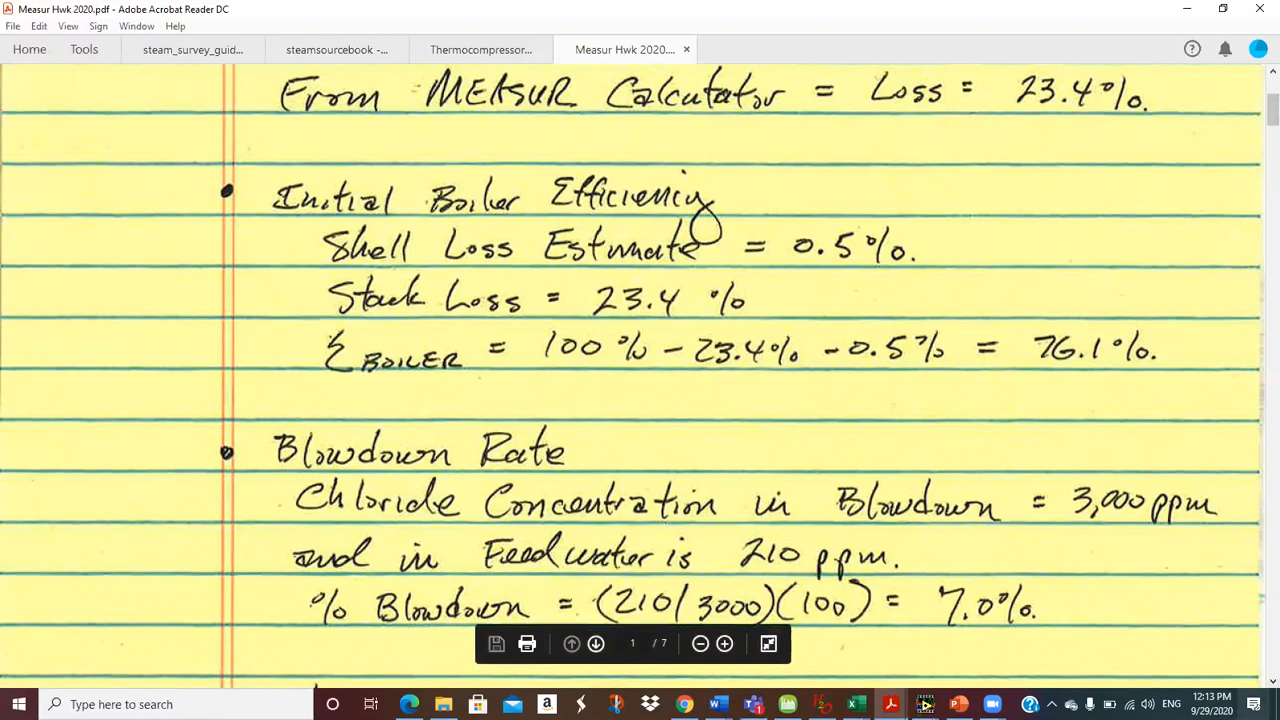 Measur Hwk 2020.pdf - Adobe Acrobat Reader DC
File Edit View Sign Window Help
Home Tools steam_survey_guid... steamsourcebook -... Thermocompressor... Measur Hwk 2020.... ×
From MEASUR Calculator = Loss = 23.4%.
• Initial Boiler Efficiency
Shell Loss Estimate = 0.5%.
Stack Loss = 23.4 %
ξ BOILER = 100% - 23.4% - 0.5% = 76.1%.
• Blowdown Rate
Chloride Concentration in Blowdown = 3,000 ppm
and in Feedwater is 210 ppm.
% Blowdown = (210/3000)(100) = 7.0%.
1 / 7
Type here to search
12:13 PM
ENG
9/29/2020